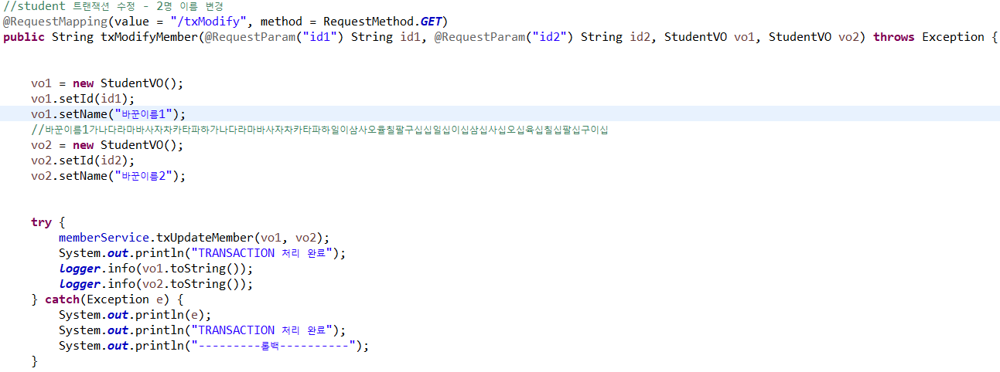 //student 트랜잭션 수정 - 2명 이름 변경
@RequestMapping(value = "/txModify", method = RequestMethod.GET)
public String txModifyMember(@RequestParam("id1") String id1, @RequestParam("id2") String id2, StudentVO vo1, StudentVO vo2) throws Exception {
vo1 = new StudentVO();
vo1.setId(id1);
vo1.setName("바꾼이름1");
//바꾼이름1가나다라마바사자차카타파하가나다라마바사자차카타파하일이삼사오율칠팔구십십일십이십삼십사십오십육십칠십팔십구이십
vo2 = new StudentVO();
vo2.setId(id2);
vo2.setName("바꾼이름2");
try {
memberService.txUpdateMember(vo1, vo2);
System.out.println("TRANSACTION 처리 완료");
logger.info(vo1.toString());
logger.info(vo2.toString());
} catch(Exception e) {
System.out.println(e);
System.out.println("TRANSACTION 처리 완료");
System.out.println("---------롤백----------");
}